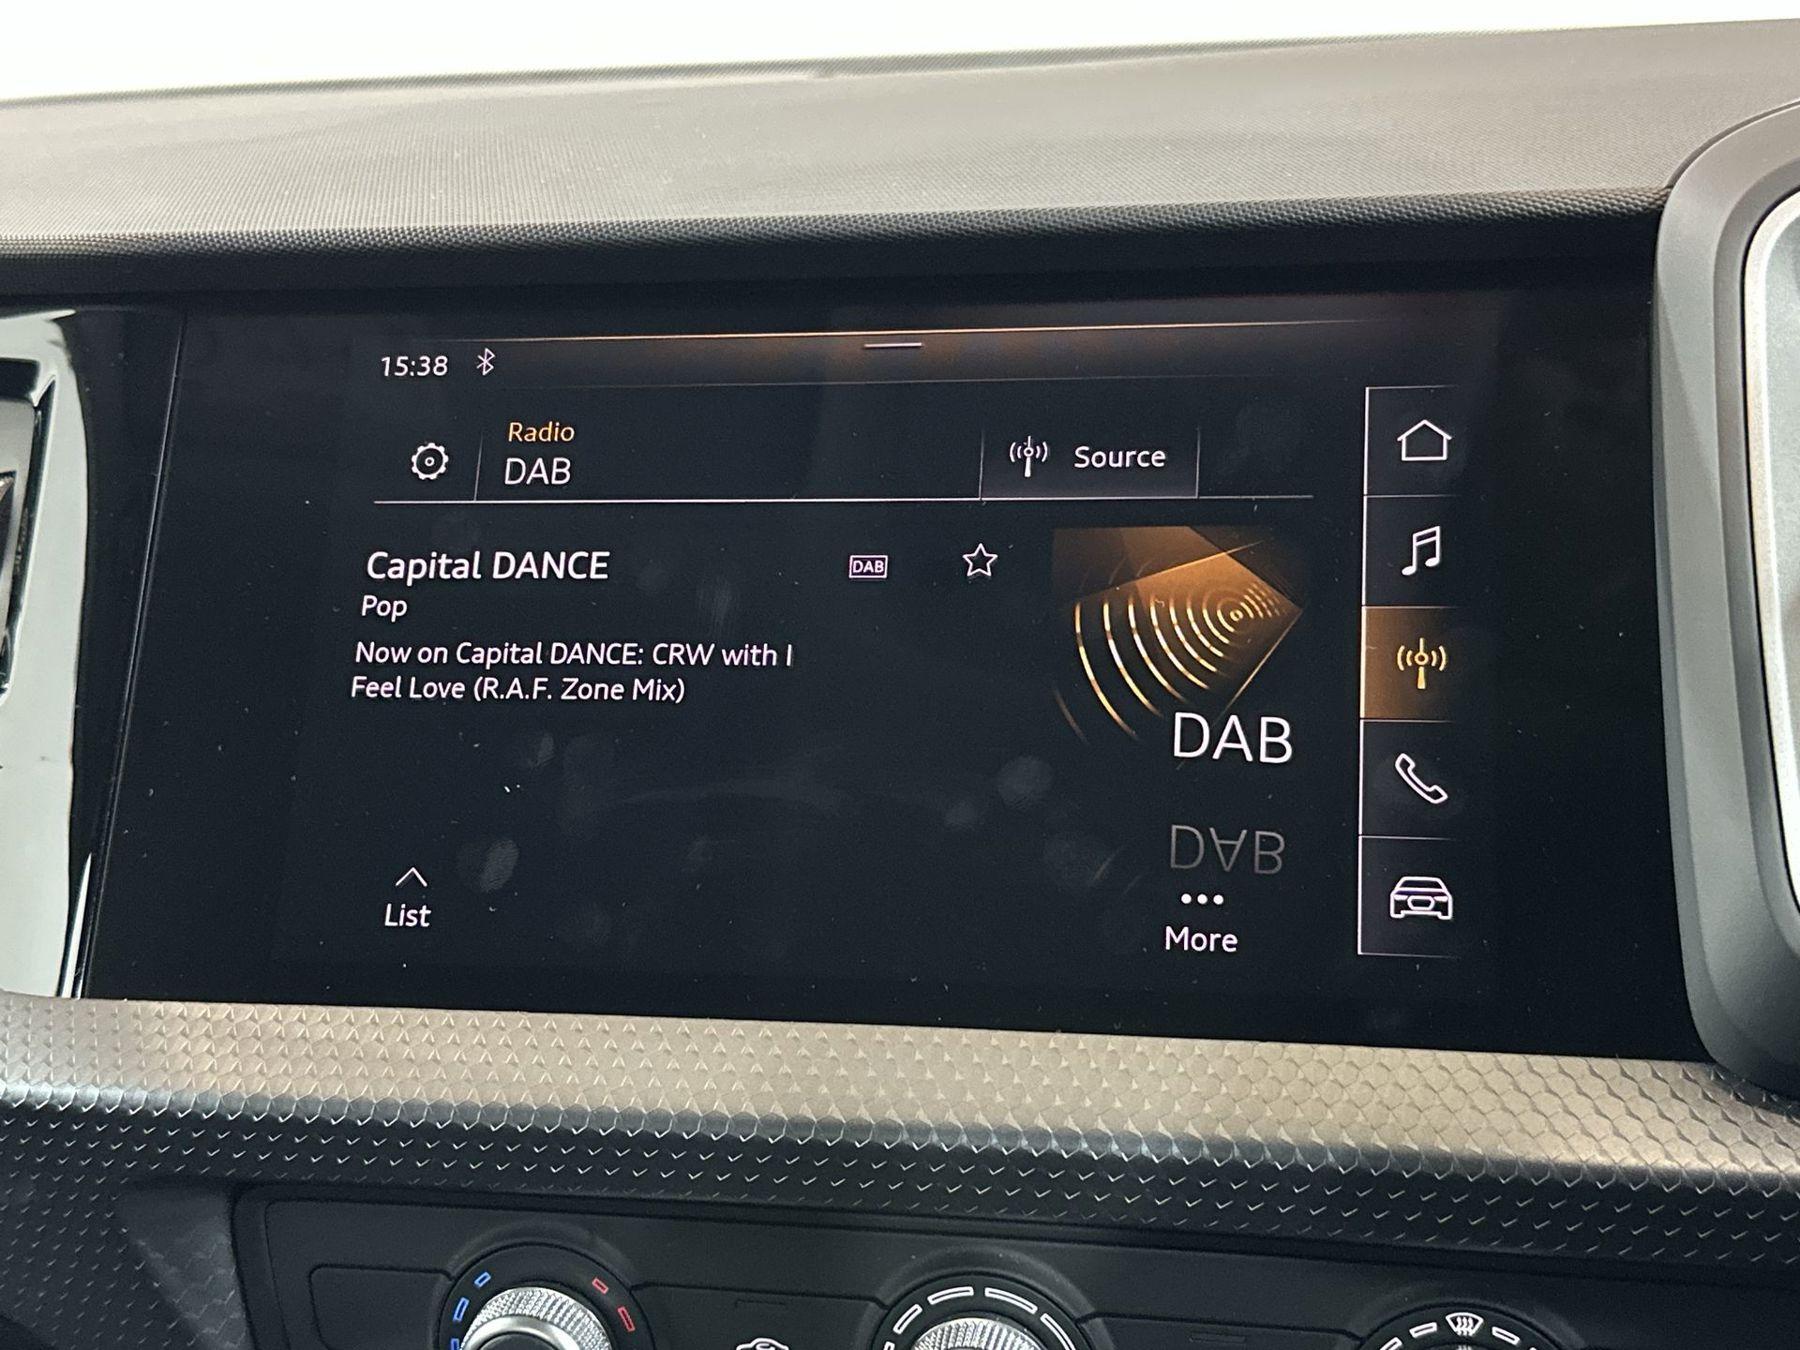 15:38
Radio
DAB
Source
Capital DANCE
DAB
Pop
Now on Capital DANCE: CRW with I
Feel Love (R.A.F. Zone Mix)
DAB
DAB
List
More